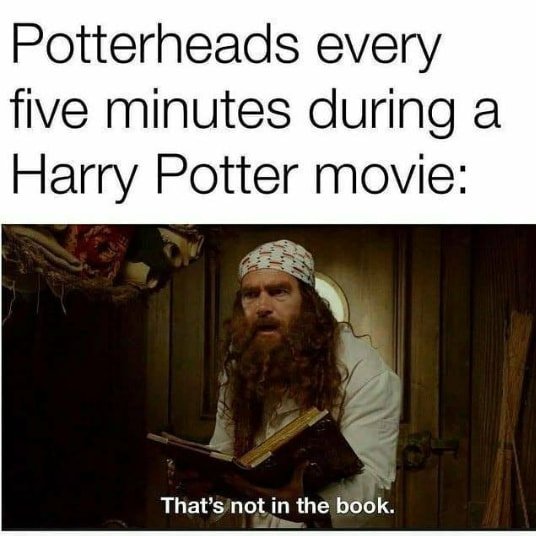 Potterheads every
five minutes during a
Harry Potter movie:
That's not in the book.